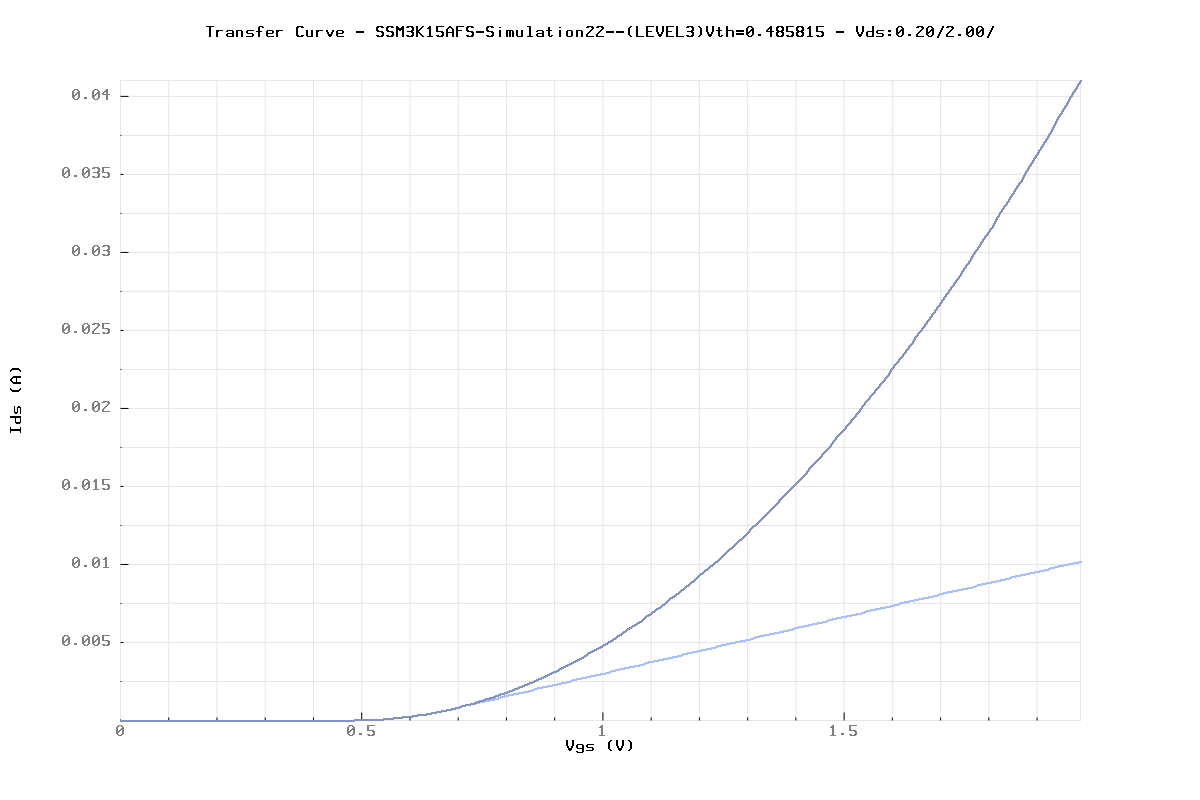 Transfer Curve - SSM3K15AFS-Simulation22--(LEVEL3)Vth=0.485815 - Vds:0.20/2.00/
0.04
0.035
0.03
0.025
0.02
0.015
0.01
0.005
Ids (A)
0 0.5 1 1.5
Vgs (V)